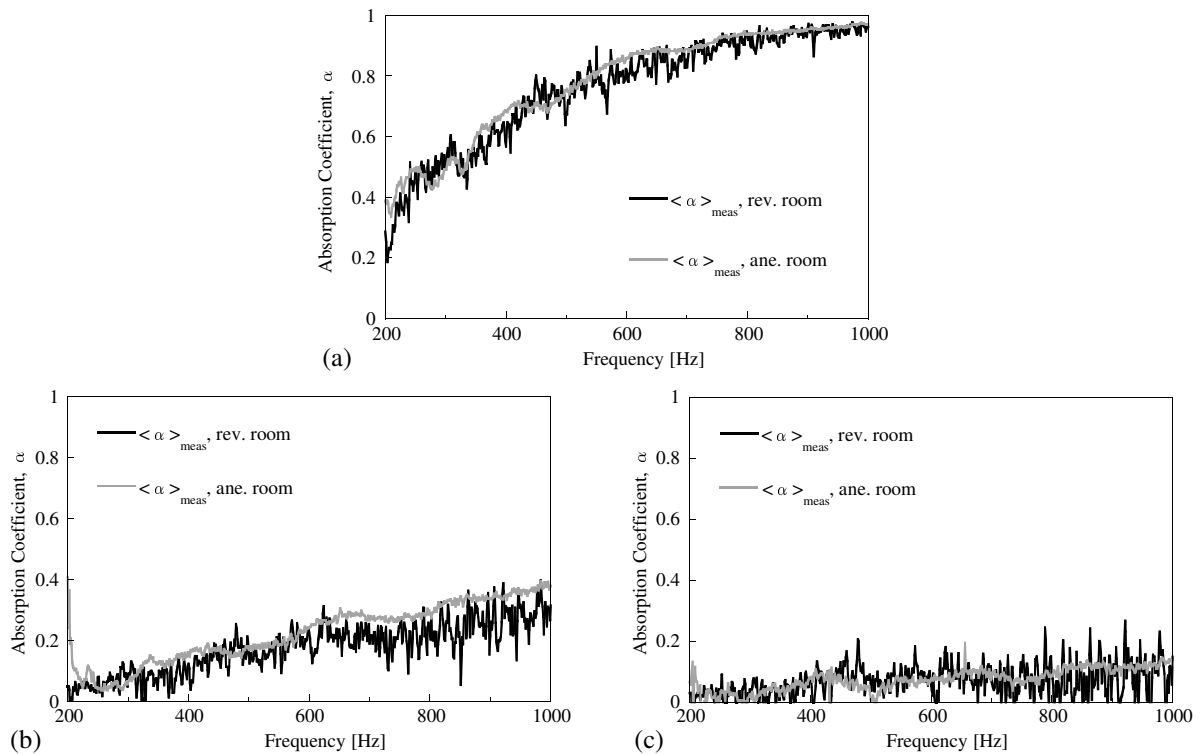 1
0.8
0.6
0.4
0.2
0
Absorption Coefficient, α
< α >meas, rev. room
< α >meas, ane. room
200 400 600 800 1000
Frequency [Hz]
(a)
1
0.8
0.6
0.4
0.2
0
Absorption Coefficient, α
< α >meas, rev. room
< α >meas, ane. room
200 400 600 800 1000
Frequency [Hz]
(b)
1
0.8
0.6
0.4
0.2
0
Absorption Coefficient, α
< α >meas, rev. room
< α >meas, ane. room
200 400 600 800 1000
Frequency [Hz]
(c)